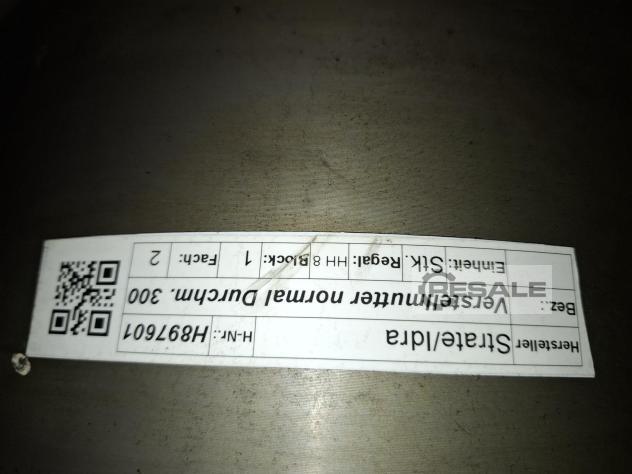 Hersteller Strate/Idra H-Nr.: H897601
Bez.: Verstellmutter normal Durchm. 300
Einheit: Stk. Regal: HH 8 Block: 1 Fach: 2
RESALE